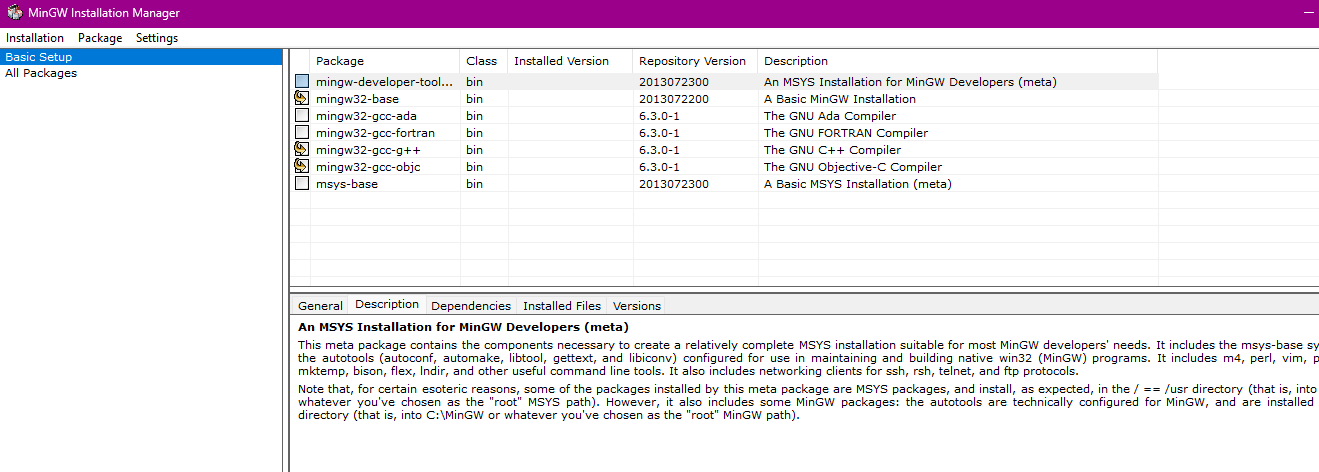 MinGW Installation Manager
Installation Package Settings
Basic Setup
All Packages
Package Class Installed Version Repository Version Description
mingw-developer-tool... bin 2013072300 An MSYS Installation for MinGW Developers (meta)
mingw32-base bin 2013072200 A Basic MinGW Installation
mingw32-gcc-ada bin 6.3.0-1 The GNU Ada Compiler
mingw32-gcc-fortran bin 6.3.0-1 The GNU FORTRAN Compiler
mingw32-gcc-g++ bin 6.3.0-1 The GNU C++ Compiler
mingw32-gcc-objc bin 6.3.0-1 The GNU Objective-C Compiler
msys-base bin 2013072300 A Basic MSYS Installation (meta)
General Description Dependencies Installed Files Versions
An MSYS Installation for MinGW Developers (meta)
This meta package contains the components necessary to create a relatively complete MSYS installation suitable for most MinGW developers' needs. It includes the msys-base sy
the autotools (autoconf, automake, libtool, gettext, and libiconv) configured for use in maintaining and building native win32 (MinGW) programs. It includes m4, perl, vim, p
mktemp, bison, flex, lndir, and other useful command line tools. It also includes networking clients for ssh, rsh, telnet, and ftp protocols.
Note that, for certain esoteric reasons, some of the packages installed by this meta package are MSYS packages, and install, as expected, in the / == /usr directory (that is, into
whatever you've chosen as the "root" MSYS path). However, it also includes some MinGW packages: the autotools are technically configured for MinGW, and are installed
directory (that is, into C:\MinGW or whatever you've chosen as the "root" MinGW path).